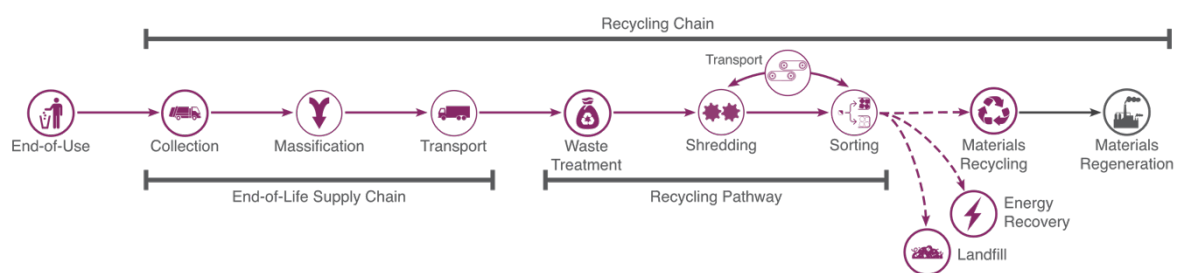 Recycling Chain
Transport
End-of-Use
Collection
Massification
Transport
Waste
Treatment
Shredding
Sorting
Materials
Recycling
Materials
Regeneration
End-of-Life Supply Chain
Recycling Pathway
Energy
Recovery
Landfill